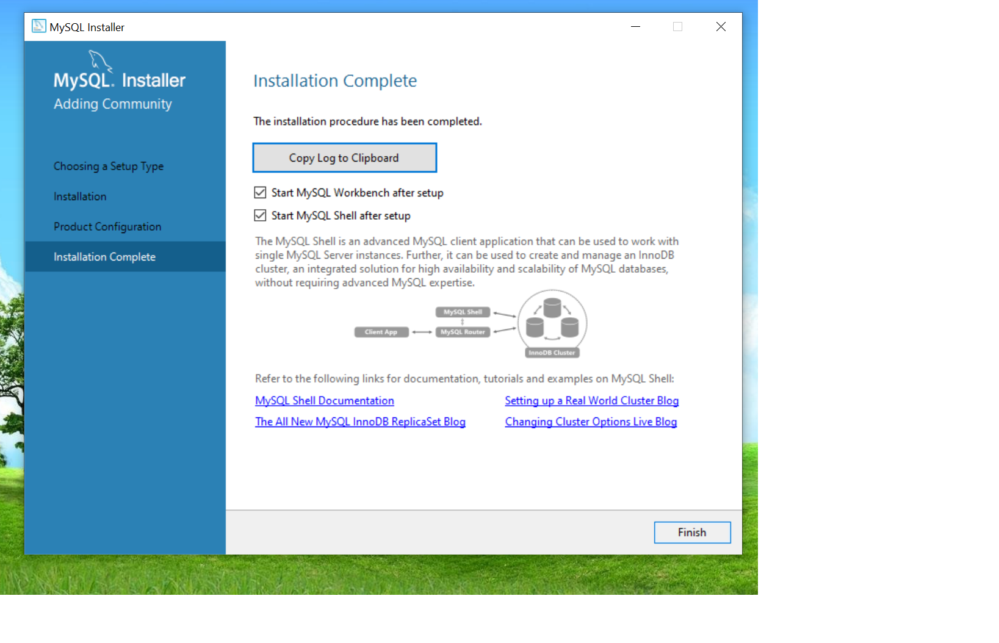 MySQL Installer
MySQL. Installer
Adding Community
Choosing a Setup Type
Installation
Product Configuration
Installation Complete
Installation Complete
The installation procedure has been completed.
Copy Log to Clipboard
Start MySQL Workbench after setup
Start MySQL Shell after setup
The MySQL Shell is an advanced MySQL client application that can be used to work with
single MySQL Server instances. Further, it can be used to create and manage an InnoDB
cluster, an integrated solution for high availability and scalability of MySQL databases,
without requiring advanced MySQL expertise.
MySQL Shell
Client App
MySQL Router
InnoDB Cluster
Refer to the following links for documentation, tutorials and examples on MySQL Shell:
MySQL Shell Documentation
Setting up a Real World Cluster Blog
The All New MySQL InnoDB ReplicaSet Blog
Changing Cluster Options Live Blog
Finish